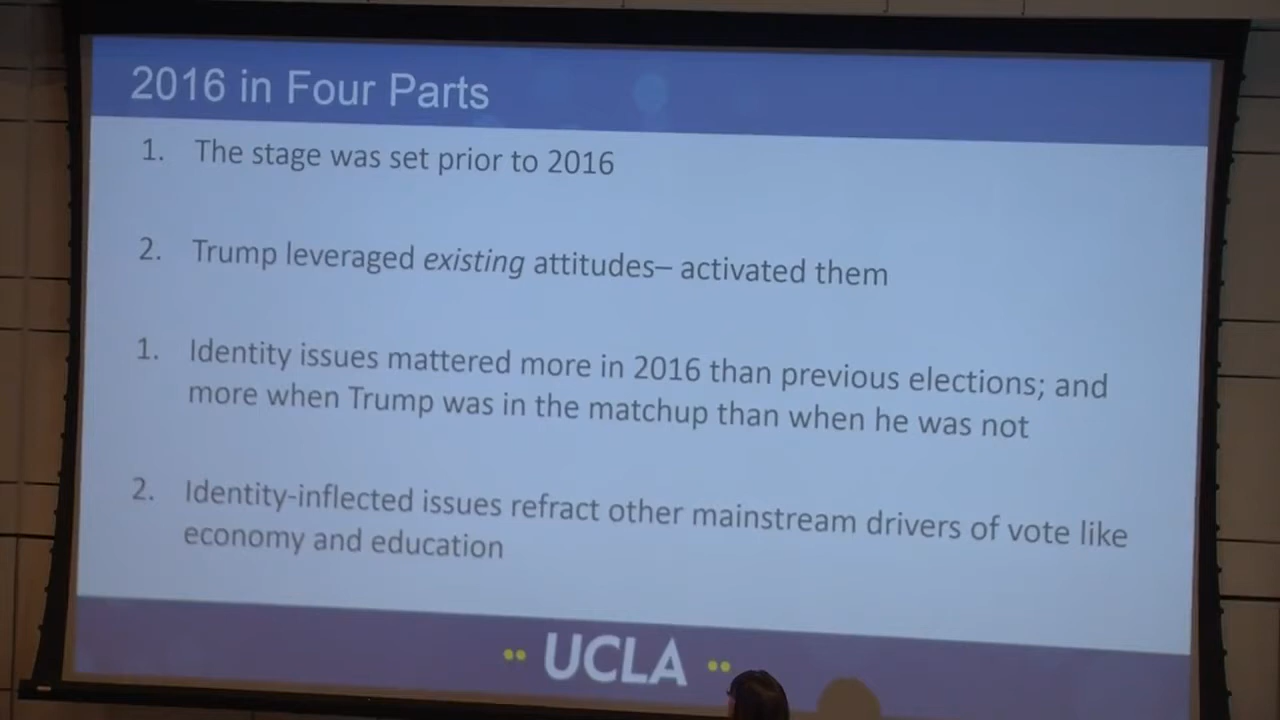 2016 in Four Parts
1. The stage was set prior to 2016
2. Trump leveraged existing attitudes– activated them
1. Identity issues mattered more in 2016 than previous elections; and
more when Trump was in the matchup than when he was not
2. Identity-inflected issues refract other mainstream drivers of vote like
economy and education
UCLA